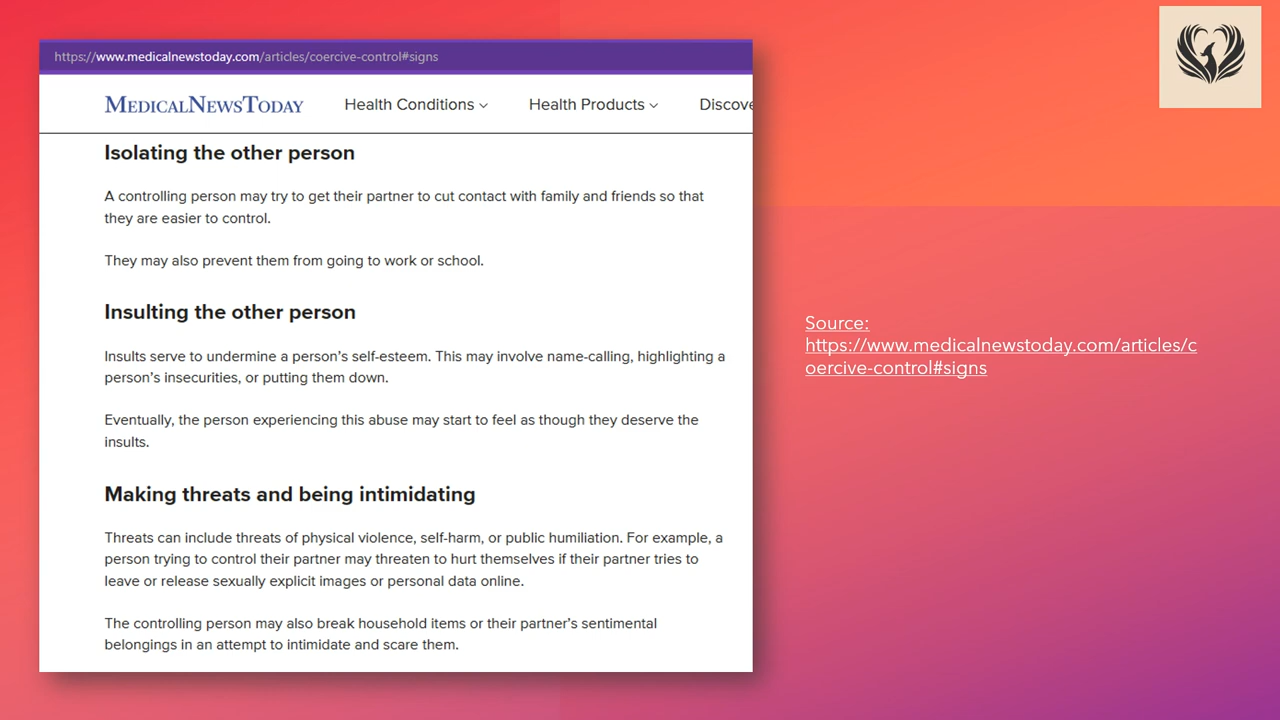 https://www.medicalnewstoday.com/articles/coercive-control#signs
MEDICALNEWSTODAY
Health Conditions
Health Products
Discove
Isolating the other person
A controlling person may try to get their partner to cut contact with family and friends so that
they are easier to control.
They may also prevent them from going to work or school.
Insulting the other person
Insults serve to undermine a person’s self-esteem. This may involve name-calling, highlighting a
person’s insecurities, or putting them down.
Eventually, the person experiencing this abuse may start to feel as though they deserve the
insults.
Making threats and being intimidating
Threats can include threats of physical violence, self-harm, or public humiliation. For example, a
person trying to control their partner may threaten to hurt themselves if their partner tries to
leave or release sexually explicit images or personal data online.
The controlling person may also break household items or their partner’s sentimental
belongings in an attempt to intimidate and scare them.
Source:
https://www.medicalnewstoday.com/articles/c
oercive-control#signs